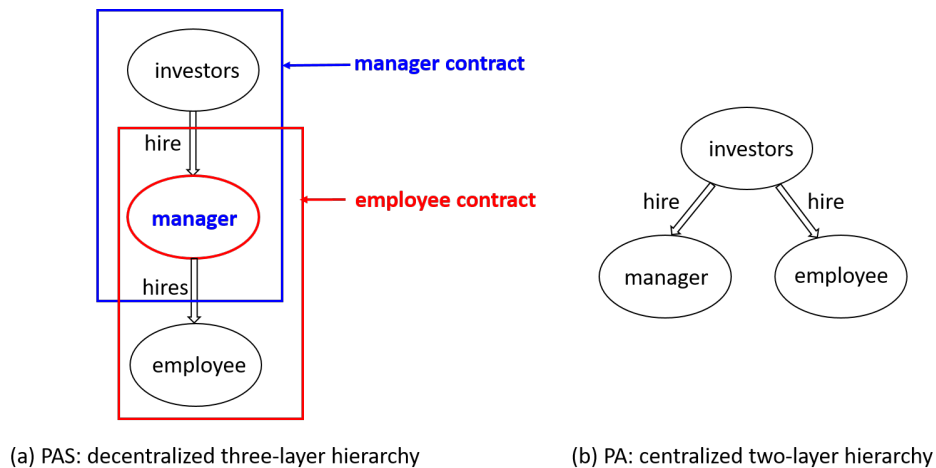 investors
manager contract
hire
manager
employee contract
hires
employee
(a) PAS: decentralized three-layer hierarchy
investors
hire
hire
manager
employee
(b) PA: centralized two-layer hierarchy